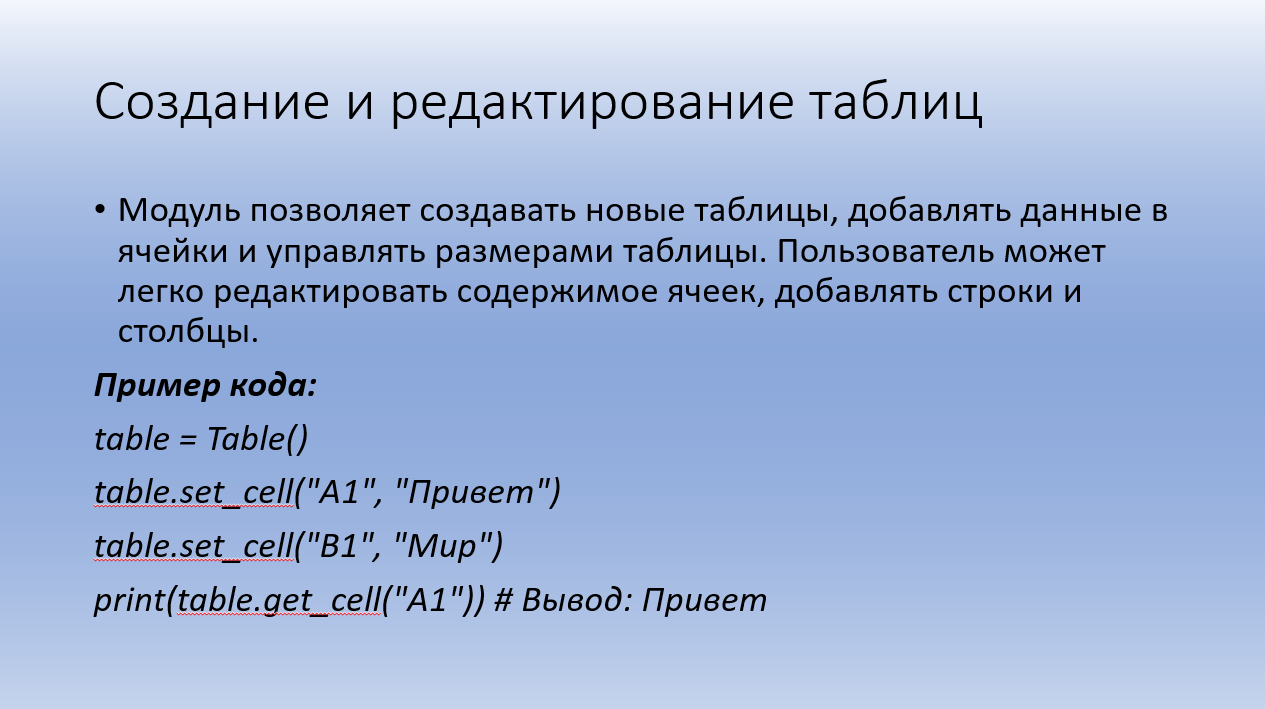 Создание и редактирование таблиц
• Модуль позволяет создавать новые таблицы, добавлять данные в
ячейки и управлять размерами таблицы. Пользователь может
легко редактировать содержимое ячеек, добавлять строки и
столбцы.
Пример кода:
table = Table()
table.set_cell("A1", "Привет")
table.set_cell("B1", "Мир")
print(table.get_cell("A1")) # Вывод: Привет